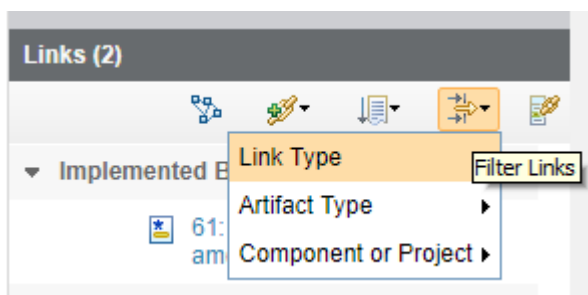 Links (2)
Link Type
Filter Links
Implemented B
Artifact Type
61:
am
Component or Project